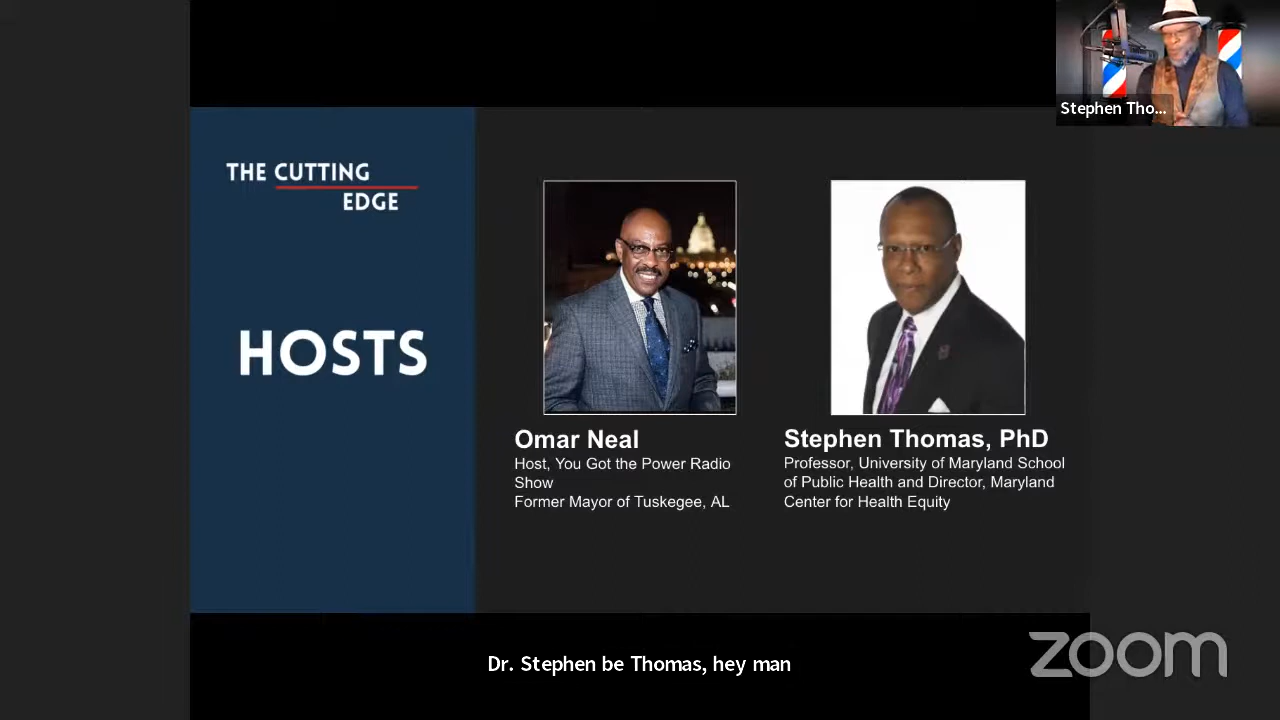 Stephen Tho...
THE CUTTING
EDGE
HOSTS
Omar Neal
Host, You Got the Power Radio
Show
Former Mayor of Tuskegee, AL
Stephen Thomas, PhD
Professor, University of Maryland School
of Public Health and Director, Maryland
Center for Health Equity
Dr. Stephen be Thomas, hey man
zoom